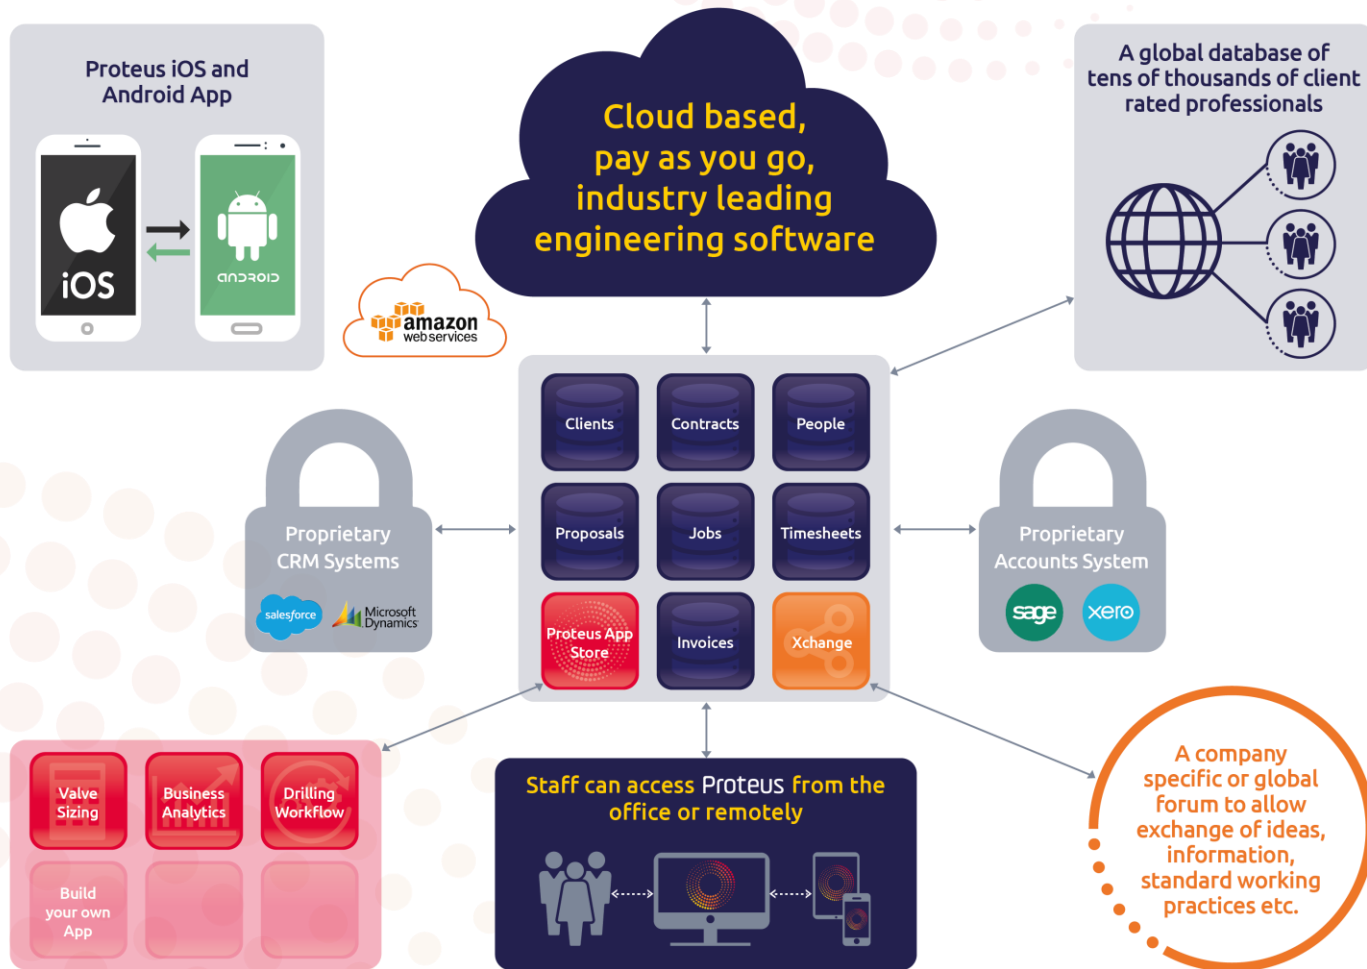 Proteus iOS and
Android App
iOS
ANDROID
Cloud based,
pay as you go,
industry leading
engineering software
A global database of
tens of thousands of client
rated professionals
amazon
webservices
Clients
Contracts
People
Proposals
Jobs
Timesheets
Proteus App
Store
Invoices
Xchange
Proprietary
CRM Systems
salesforce
Microsoft
Dynamics
Proprietary
Accounts System
sage
xero
Valve
Sizing
Business
Analytics
Drilling
Workflow
Build
your own
App
Staff can access Proteus from the
office or remotely
A company
specific or global
forum to allow
exchange of ideas,
information,
standard working
practices etc.